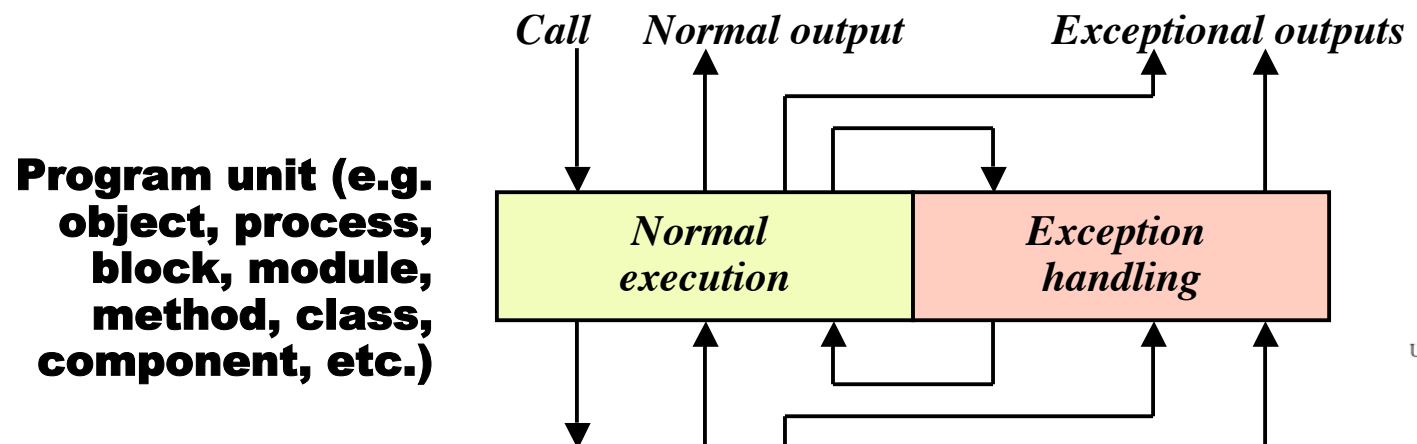 Call Normal output Exceptional outputs
Program unit (e.g.
object, process,
block, module,
method, class,
component, etc.)
Normal
execution
Exception
handling